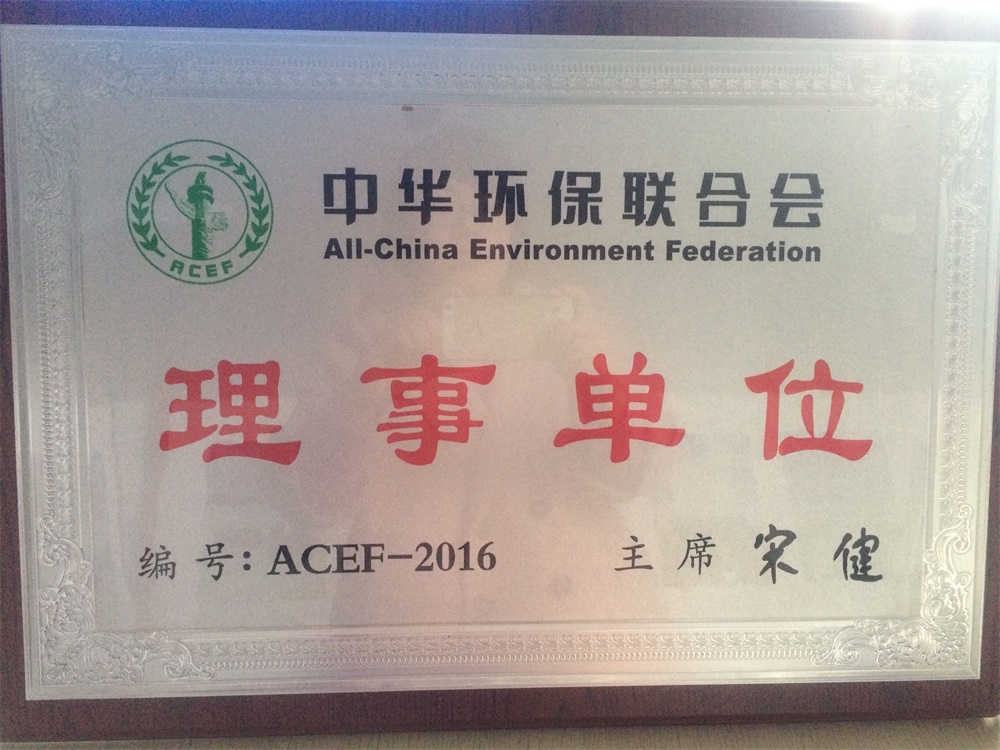 中华环保联合会
All-China Environment Federation
ACEF
理事单位
编号：ACEF-2016
主席 宋健